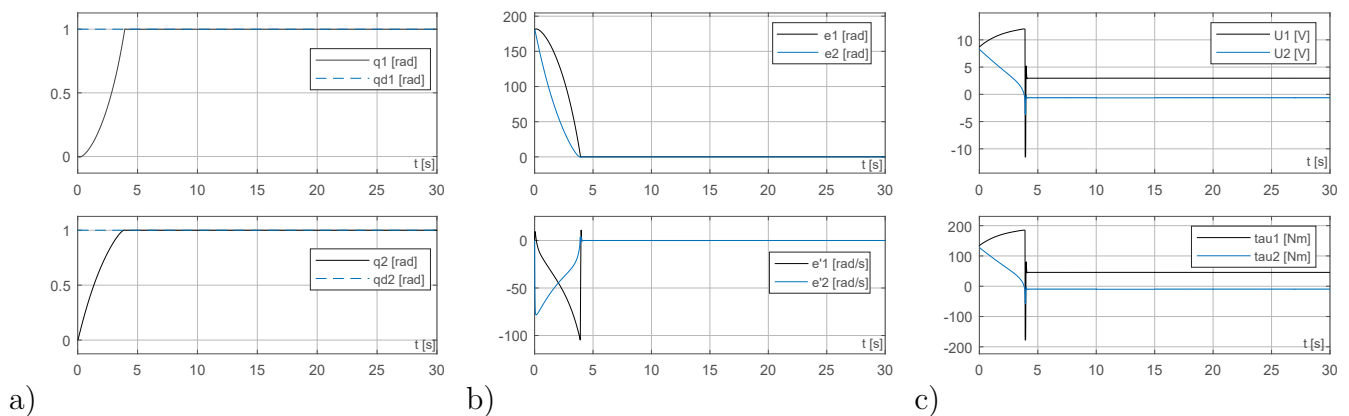 1
0.5
0
q1 [rad]
qd1 [rad]
t [s]
0 5 10 15 20 25 30
1
0.5
0
q2 [rad]
qd2 [rad]
t [s]
0 5 10 15 20 25 30
a)
200
150
100
50
0
e1 [rad]
e2 [rad]
t [s]
0 5 10 15 20 25 30
0
-50
-100
e'1 [rad/s]
e'2 [rad/s]
t [s]
0 5 10 15 20 25 30
b)
10
5
0
-5
-10
U1 [V]
U2 [V]
t [s]
0 5 10 15 20 25 30
200
100
0
-100
-200
tau1 [Nm]
tau2 [Nm]
t [s]
0 5 10 15 20 25 30
c)